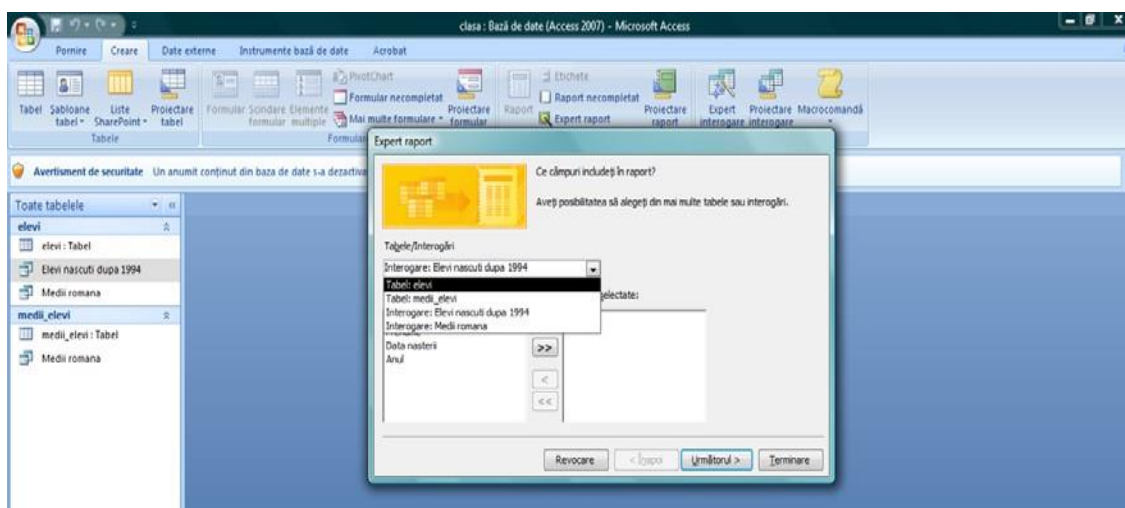 clasa : Bază de date (Access 2007) - Microsoft Access
Pornire Creare Date externe Instrumente bază de date Acrobat
Tabel
Șabloane tabel
Liste SharePoint
Proiectare tabel
Tabele
Formular
Scindare formular
Elemente multiple
PivotChart
Formular necompletat
Mai multe formulare
Proiectare formular
Formular
Raport
Etichete
Raport necompletat
Expert raport
Proiectare raport
Expert interogare
Proiectare interogare
Macrocomandă
Avertisment de securitate Un anumit conținut din baza de date s-a dezactiva
Toate tabelele
elevi
elevi : Tabel
Elevi nascuti dupa 1994
Medii romana
medii_elevi
medii_elevi : Tabel
Medii romana
Expert raport
Ce câmpuri includeți în raport?
Aveți posibilitatea să alegeți din mai multe tabele sau interogări.
Tabele/Interogări
Interogare: Elevi nascuti dupa 1994
Tabel: elevi
Tabel: medii_elevi
Interogare: Elevi nascuti dupa 1994
Interogare: Medii romana
selectate:
Data nasterii
Anul
>>
<
<<
Revocare < Înapoi Următorul > Terminare